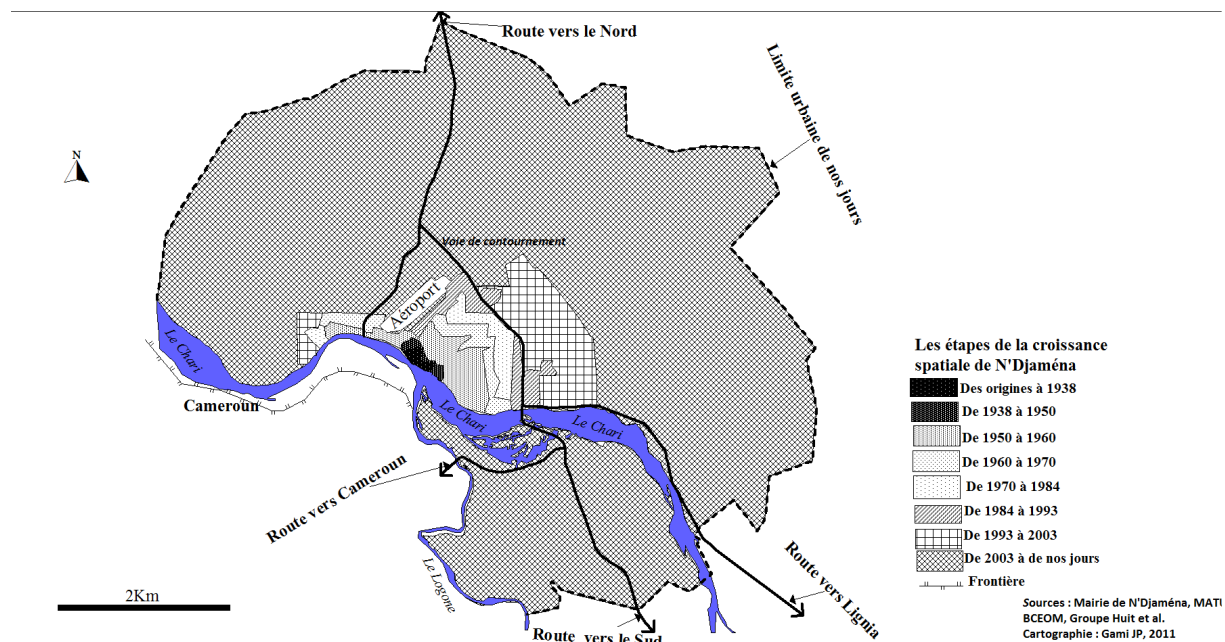 Route vers le Nord
Limite urbaine de nos jours
N
Voie de contournement
Aéroport
Le Chari
Cameroun
Le Chari
Le Chari
Route vers Cameroun
Le Logone
Route vers Lignia
Route vers le Sud
2Km
Les étapes de la croissance
spatiale de N'Djaména
Des origines à 1938
De 1938 à 1950
De 1950 à 1960
De 1960 à 1970
De 1970 à 1984
De 1984 à 1993
De 1993 à 2003
De 2003 à de nos jours
Frontière
Sources : Mairie de N'Djaména, MATU
BCEOM, Groupe Huit et al.
Cartographie : Gami JP, 2011